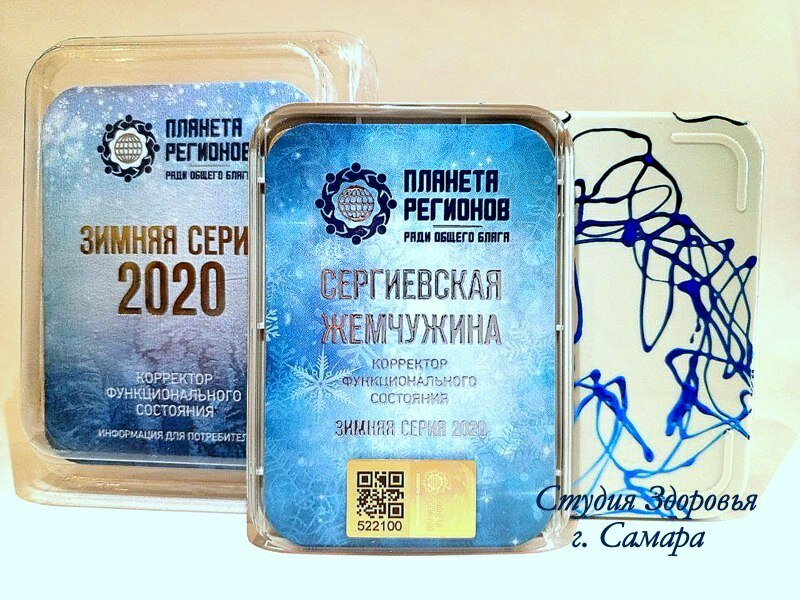 ПЛАНЕТА
РЕГИОНОВ
РАДИ ОБЩЕГО БЛАГА
ЗИМНЯЯ СЕРИ
2020
КОРРЕКТОР
ФУНКЦИОНАЛЬНОГО
СОСТОЯНИЯ
ИНФОРМАЦИЯ ДЛЯ ПОТРЕБИТЕЛ
ПЛАНЕТА
РЕГИОНОВ
РАДИ ОБЩЕГО БЛАГА
СЕРГИЕВСКАЯ
ЖЕМЧУЖИНА
КОРРЕКТОР
ФУНКЦИОНАЛЬНОГО
СОСТОЯНИЯ
ЗИМНЯЯ СЕРИЯ 2020
522100
Студия Здоровья
г. Самара